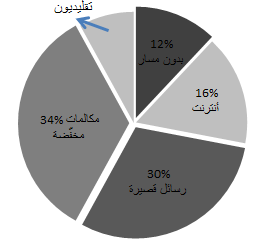 تقليديون
12%
بدون مسار
16%
أنترنت
30%
رسائل قصيرة
34% مكالمات
مخفضة